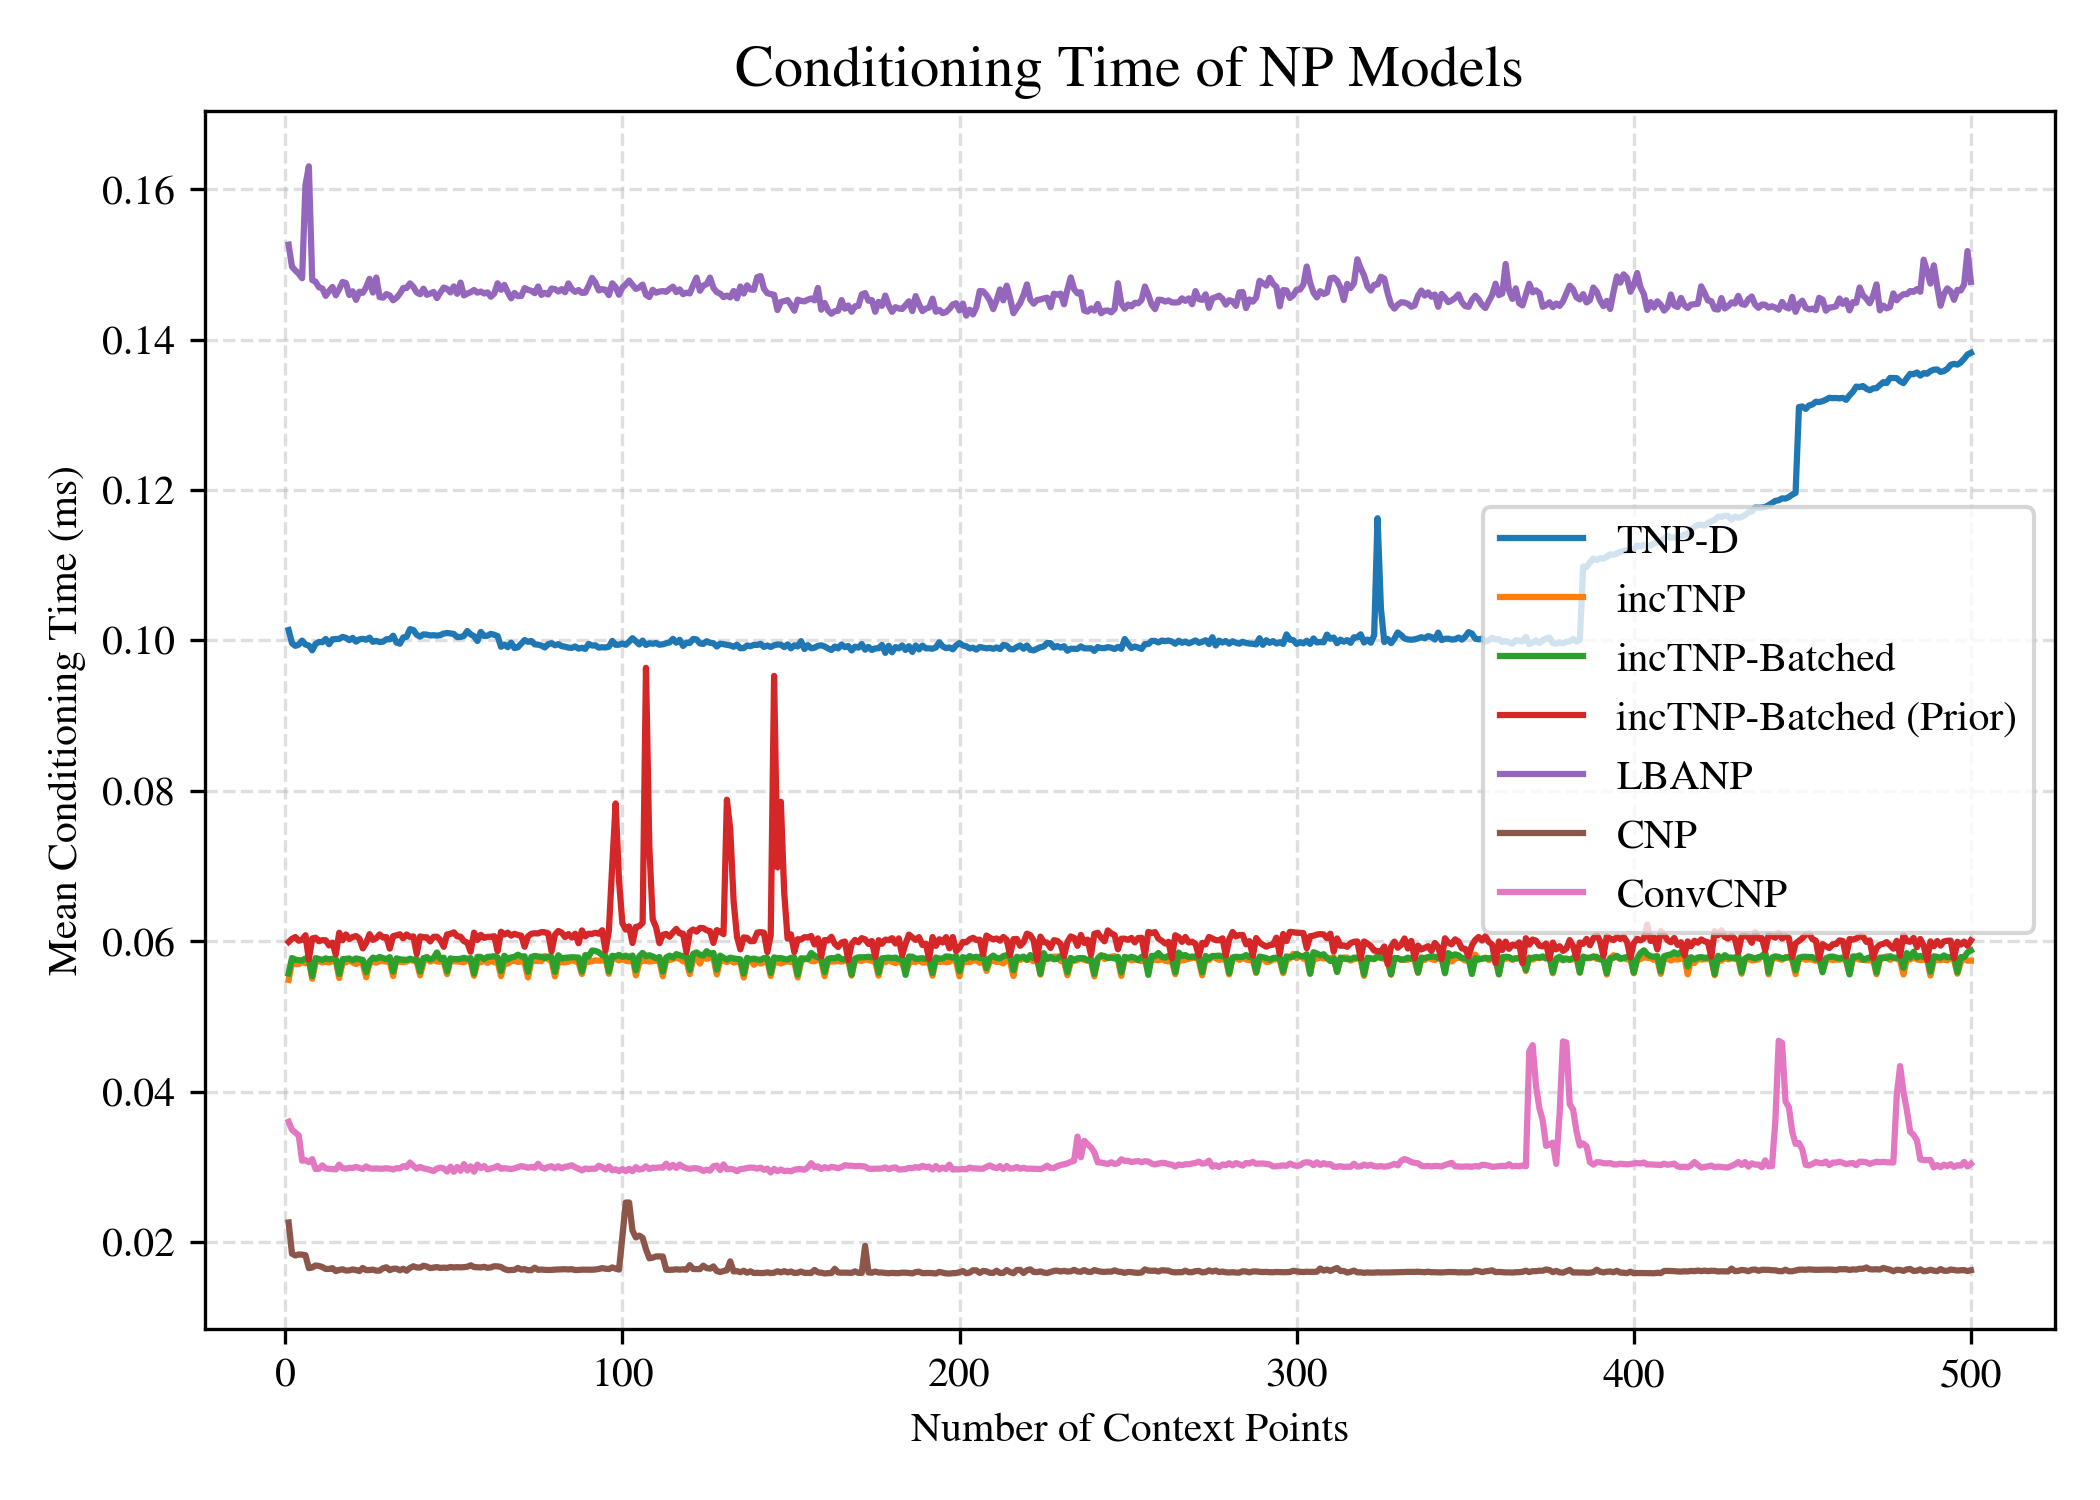 Conditioning Time of NP Models
Mean Conditioning Time (ms)
0.16
0.14
0.12
0.10
0.08
0.06
0.04
0.02
TNP-D
incTNP
incTNP-Batched
incTNP-Batched (Prior)
LBANP
CNP
ConvCNP
0 100 200 300 400 500
Number of Context Points